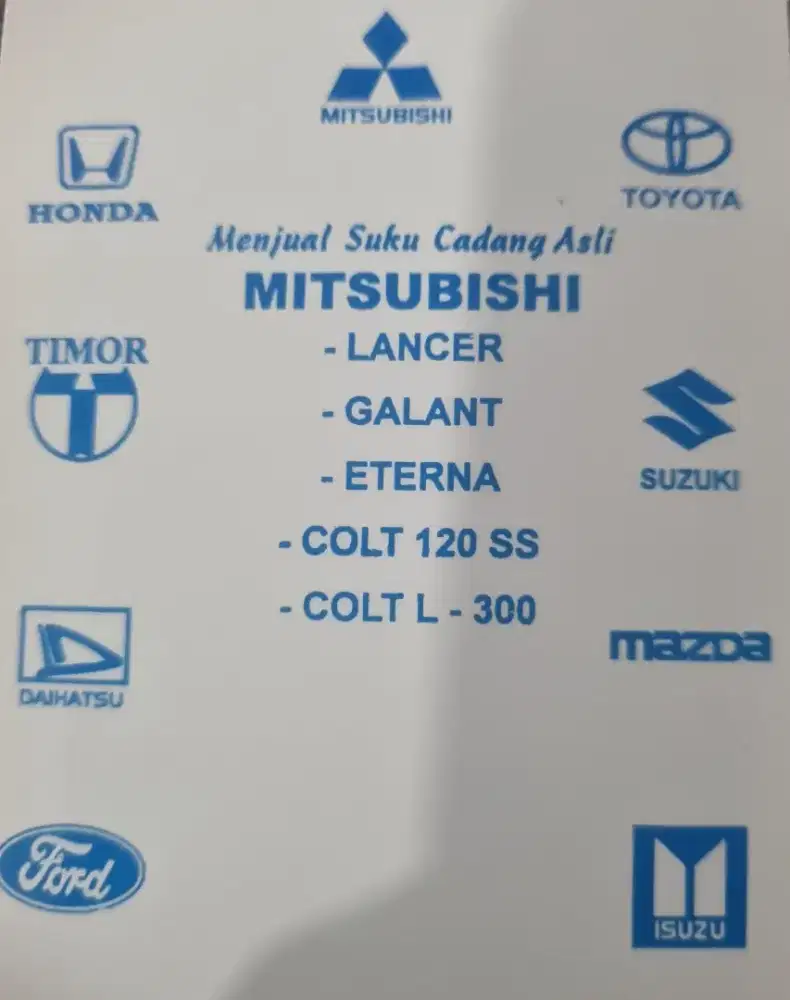 MITSUBISHI
HONDA
TOYOTA
Menjual Suku Cadang Asli
MITSUBISHI
- LANCER
- GALANT
- ETERNA
- COLT 120 SS
- COLT L - 300
TIMOR
SUZUKI
DAIHATSU
mazda
Ford
ISUZU